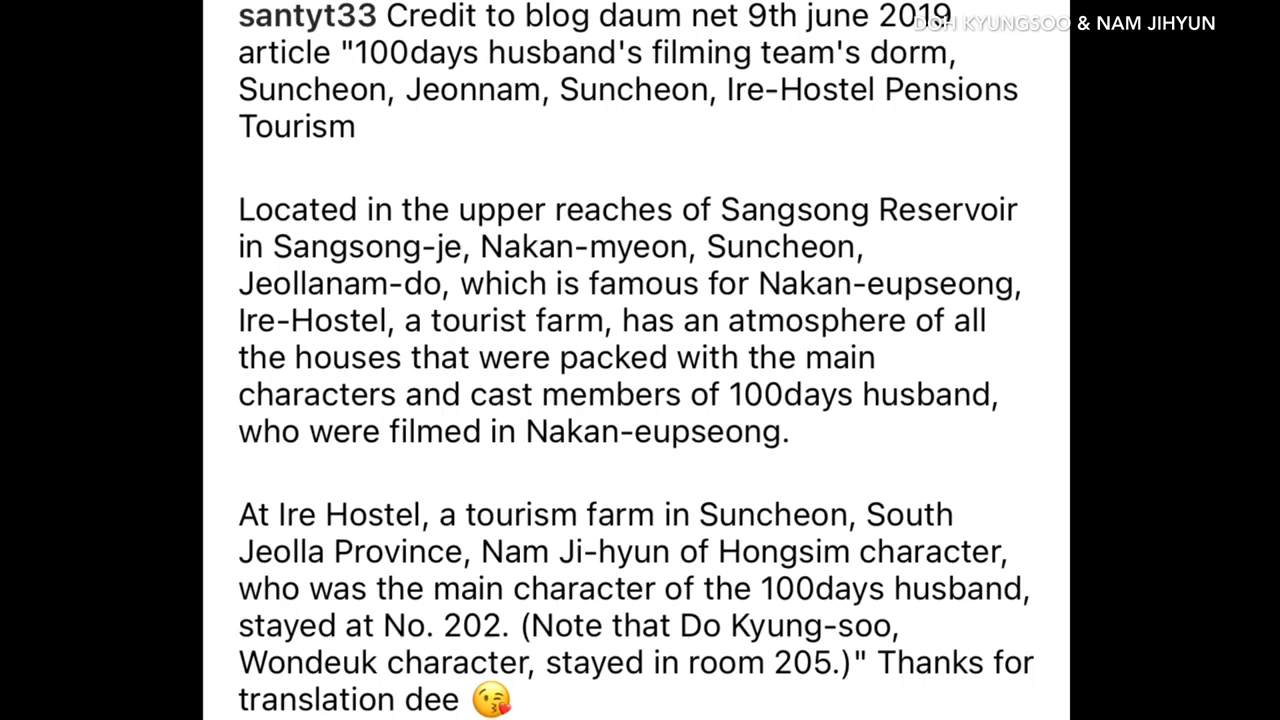 DOH KYUNGSOO & NAM JIHYUN
santyt33 Credit to blog daum net 9th june 2019
article "100days husband's filming team's dorm,
Suncheon, Jeonnam, Suncheon, Ire-Hostel Pensions
Tourism
Located in the upper reaches of Sangsong Reservoir
in Sangsong-je, Nakan-myeon, Suncheon,
Jeollanam-do, which is famous for Nakan-eupseong,
Ire-Hostel, a tourist farm, has an atmosphere of all
the houses that were packed with the main
characters and cast members of 100days husband,
who were filmed in Nakan-eupseong.
At Ire Hostel, a tourism farm in Suncheon, South
Jeolla Province, Nam Ji-hyun of Hongsim character,
who was the main character of the 100days husband,
stayed at No. 202. (Note that Do Kyung-soo,
Wondeuk character, stayed in room 205.)" Thanks for
translation dee 😘